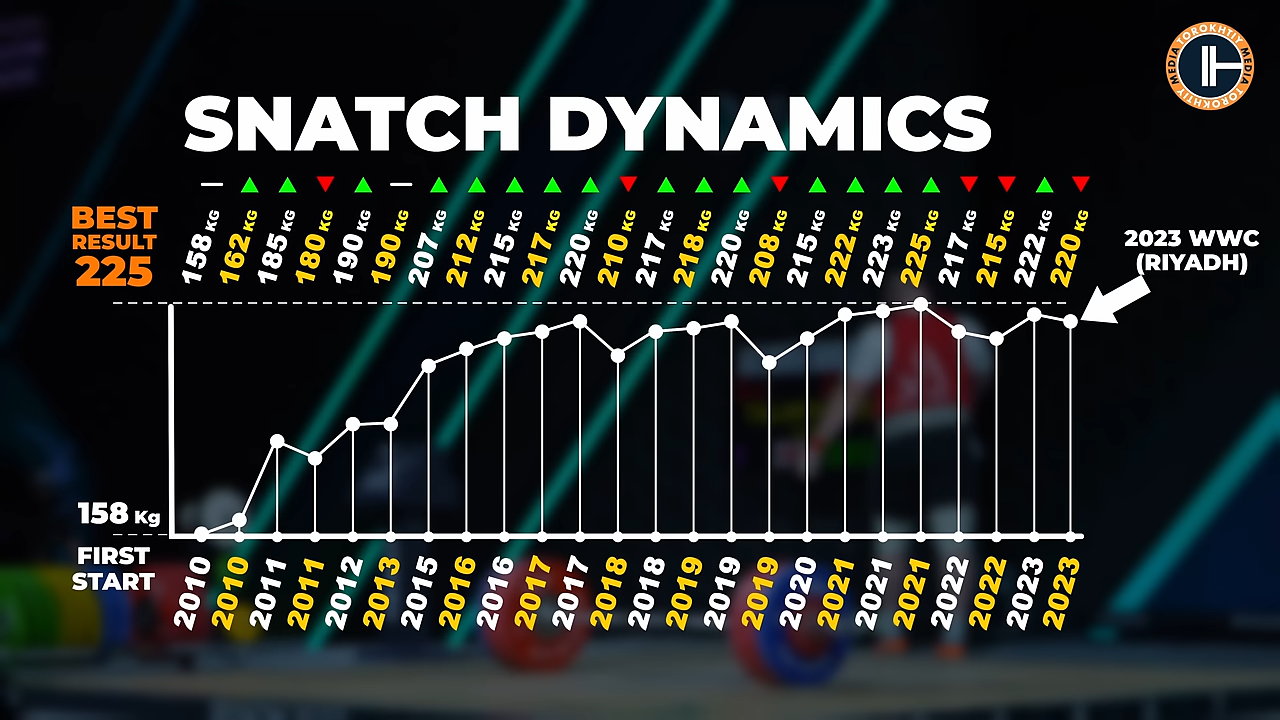 MEDIA TOROKHTIY MEDIA TOROKHTIY
SNATCH DYNAMICS
BEST
RESULT
225
158 KG
162 KG
185 KG
180 KG
190 KG
190 KG
207 KG
212 KG
215 KG
217 KG
220 KG
210 KG
217 KG
218 KG
220 KG
208 KG
215 KG
222 KG
223 KG
225 KG
217 KG
215 KG
222 KG
220 KG
2023 WWC
(RIYADH)
158 Kg
FIRST
START
2010
2010
2011
2011
2012
2013
2015
2016
2016
2017
2017
2018
2018
2019
2019
2019
2020
2021
2021
2021
2022
2022
2023
2023